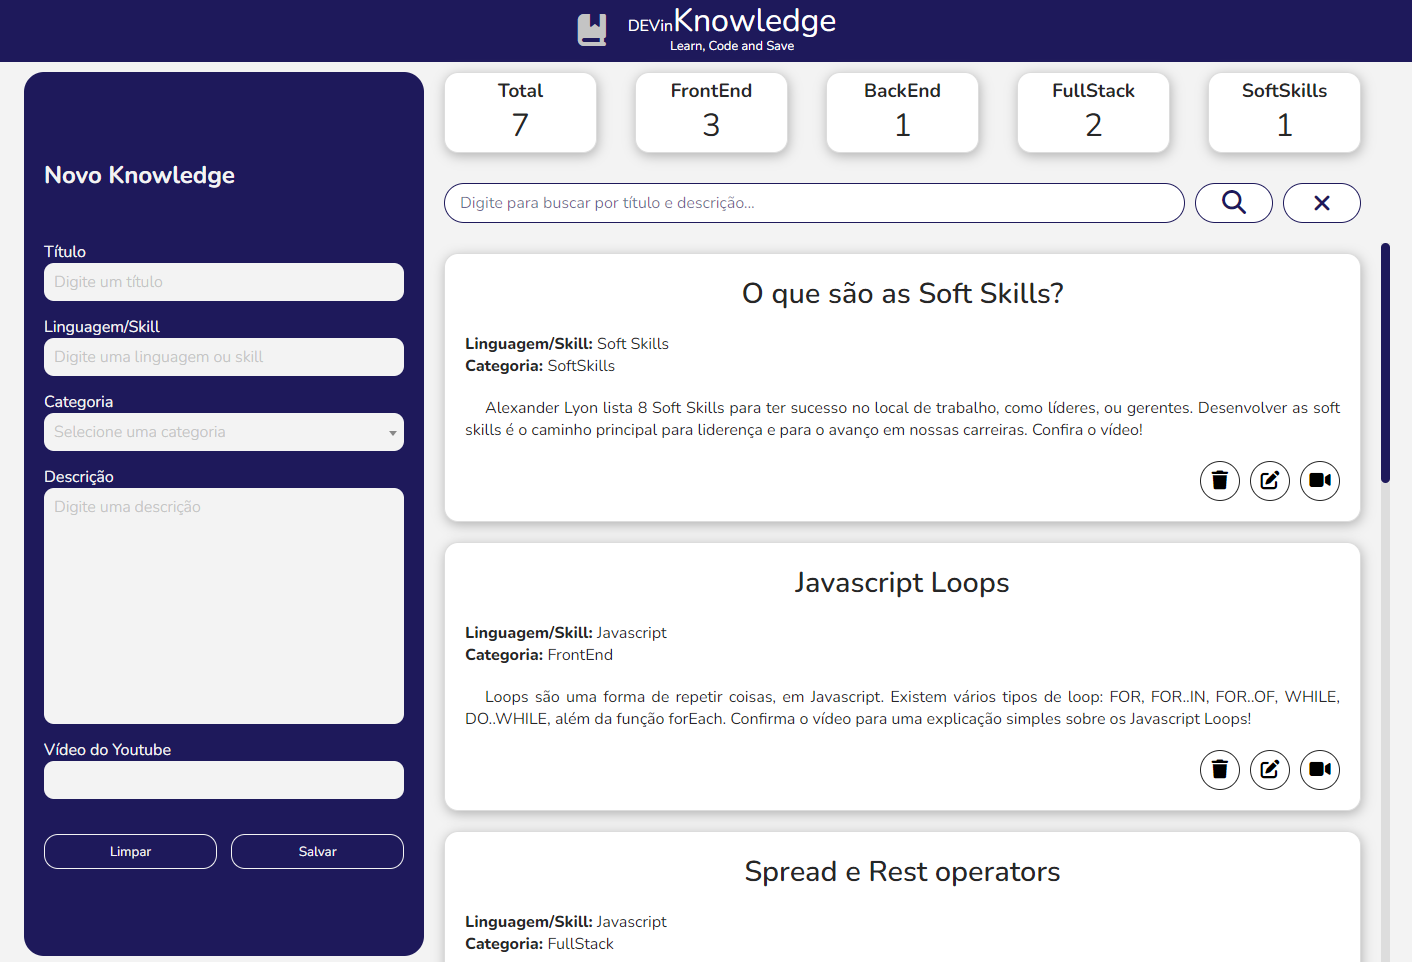 DEVinKnowledge
Learn, Code and Save
Novo Knowledge
Título
Digite um título
Linguagem/Skill
Digite uma linguagem ou skill
Categoria
Selecione uma categoria
Descrição
Digite uma descrição
Vídeo do Youtube
Limpar
Salvar
Total
7
FrontEnd
3
BackEnd
1
FullStack
2
SoftSkills
1
Digite para buscar por título e descrição...
O que são as Soft Skills?
Linguagem/Skill: Soft Skills
Categoria: SoftSkills
Alexander Lyon lista 8 Soft Skills para ter sucesso no local de trabalho, como líderes, ou gerentes. Desenvolver as soft
skills é o caminho principal para liderença e para o avanço em nossas carreiras. Confira o vídeo!
Javascript Loops
Linguagem/Skill: Javascript
Categoria: FrontEnd
Loops são uma forma de repetir coisas, em Javascript. Existem vários tipos de loop: FOR, FOR..IN, FOR..OF, WHILE,
DO..WHILE, além da função forEach. Confirma o vídeo para uma explicação simples sobre os Javascript Loops!
Spread e Rest operators
Linguagem/Skill: Javascript
Categoria: FullStack